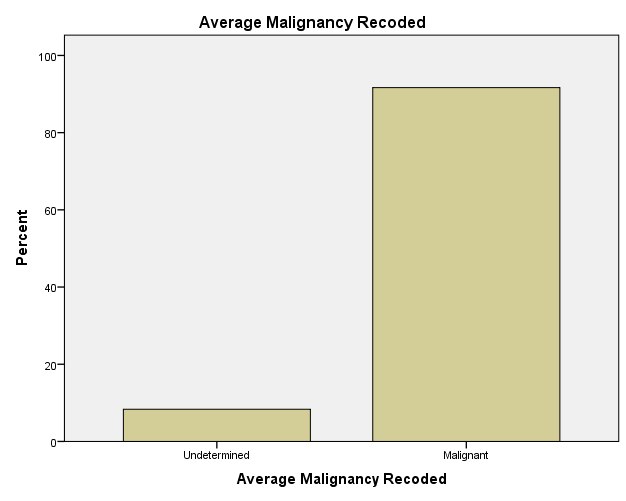 Average Malignancy Recoded
100
80
60
40
20
0
Percent
Undetermined Malignant
Average Malignancy Recoded